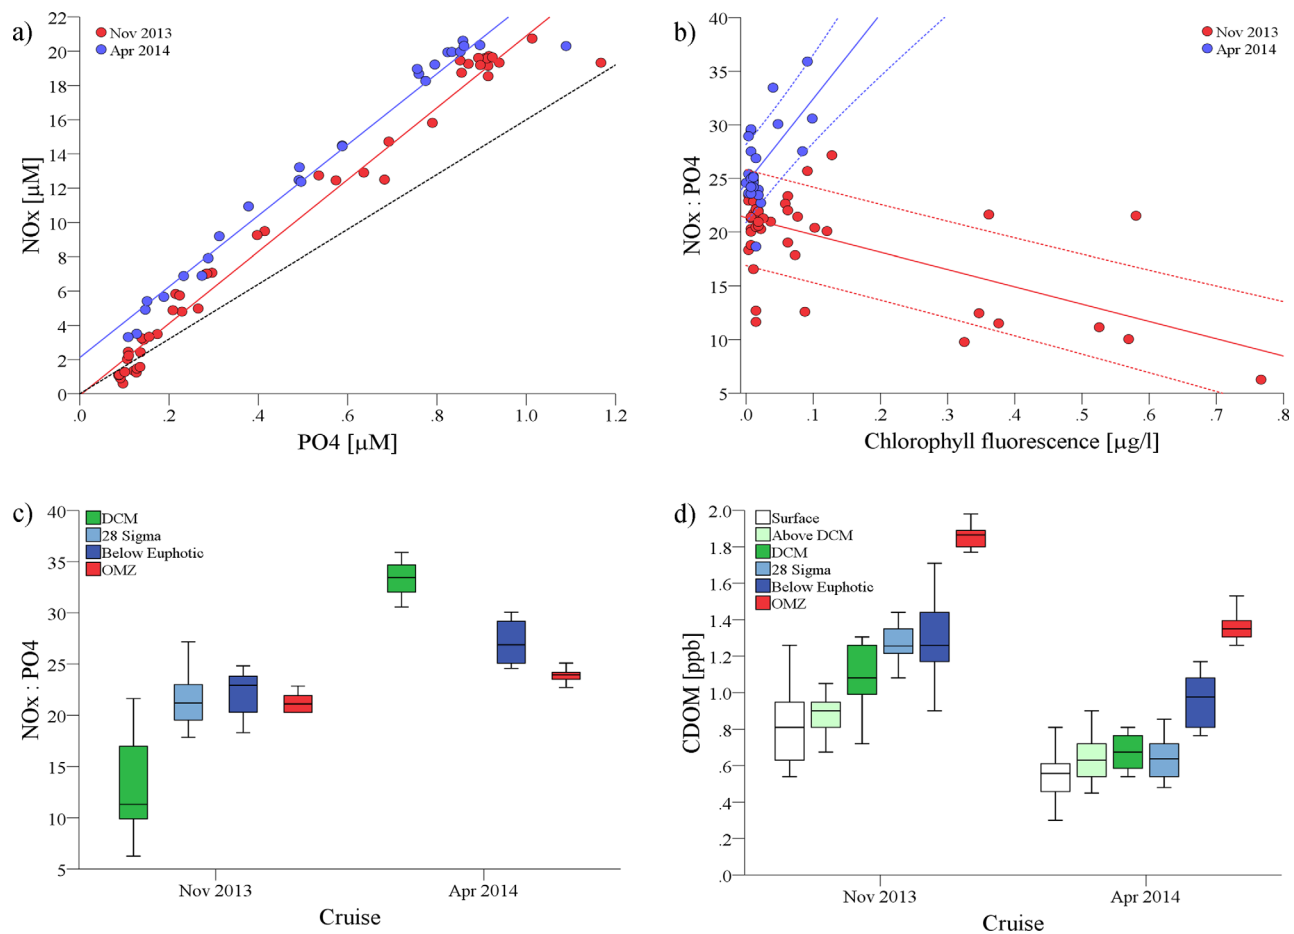 a)
Nov 2013
Apr 2014
22
20
18
16
14
12
10
8
6
4
2
0
NOx [µM]
.0
.2
.4
.6
.8
1.0
1.2
PO4 [µM]
b)
Nov 2013
Apr 2014
40
35
30
25
20
15
10
5
NOx : PO4
.0
.1
.2
.3
.4
.5
.6
.7
.8
Chlorophyll fluorescence [µg/l]
c)
DCM
28 Sigma
Below Euphotic
OMZ
40
35
30
25
20
15
10
5
NOx : PO4
Nov 2013
Apr 2014
Cruise
d)
Surface
Above DCM
DCM
28 Sigma
Below Euphotic
OMZ
2.0
1.8
1.6
1.4
1.2
1.0
.8
.6
.4
.2
.0
CDOM [ppb]
Nov 2013
Apr 2014
Cruise